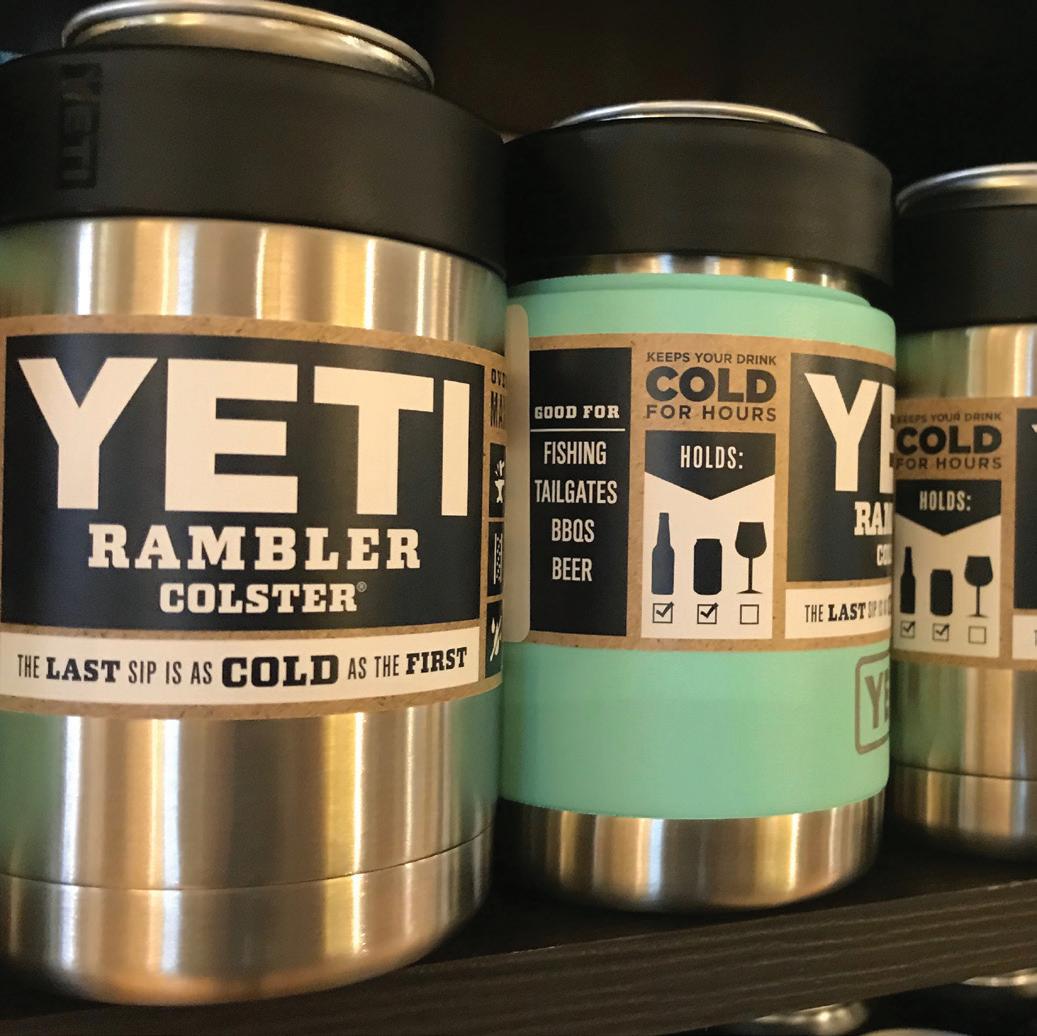 YETI
YETI
RAMBLER
COLSTER®
THE LAST SIP IS AS COLD AS THE FIRST
GOOD FOR
FISHING
TAILGATES
BBQS
BEER
KEEPS YOUR DRINK
COLD
FOR HOURS
HOLDS:
THE LAST SIP
KEEPS YOUR DRINK
COLD
FOR HOURS
HOLDS: